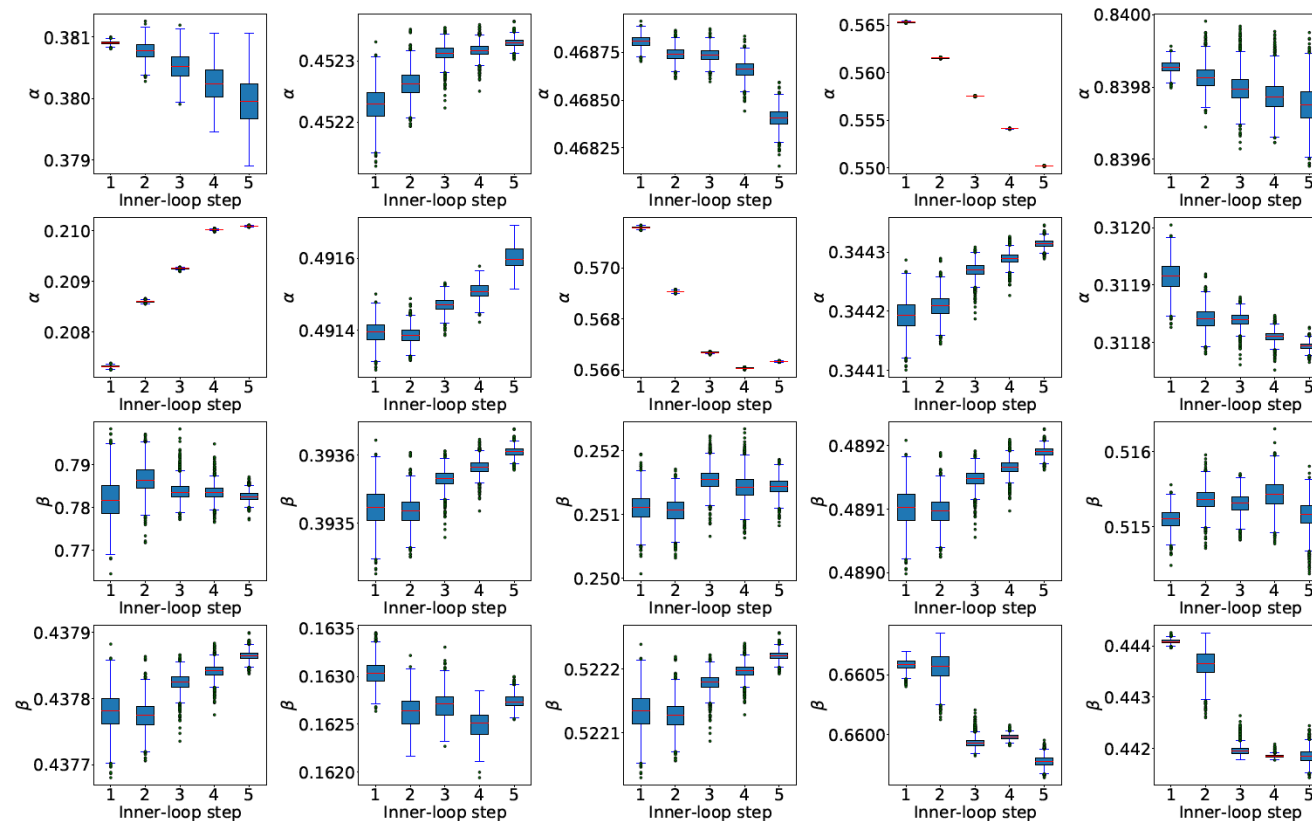 0.381
0.380
0.379
α
1 2 3 4 5
Inner-loop step
0.4523
0.4522
α
1 2 3 4 5
Inner-loop step
0.46875
0.46850
0.46825
α
1 2 3 4 5
Inner-loop step
0.565
0.560
0.555
0.550
α
1 2 3 4 5
Inner-loop step
0.8400
0.8398
0.8396
α
1 2 3 4 5
Inner-loop step
0.210
0.209
0.208
α
1 2 3 4 5
Inner-loop step
0.4916
0.4914
α
1 2 3 4 5
Inner-loop step
0.570
0.568
0.566
α
1 2 3 4 5
Inner-loop step
0.3443
0.3442
0.3441
α
1 2 3 4 5
Inner-loop step
0.3120
0.3119
0.3118
α
1 2 3 4 5
Inner-loop step
0.79
0.78
0.77
β
1 2 3 4 5
Inner-loop step
0.3936
0.3935
β
1 2 3 4 5
Inner-loop step
0.252
0.251
0.250
β
1 2 3 4 5
Inner-loop step
0.4892
0.4891
0.4890
β
1 2 3 4 5
Inner-loop step
0.516
0.515
β
1 2 3 4 5
Inner-loop step
0.4379
0.4378
0.4377
β
1 2 3 4 5
Inner-loop step
0.1635
0.1630
0.1625
0.1620
β
1 2 3 4 5
Inner-loop step
0.5222
0.5221
β
1 2 3 4 5
Inner-loop step
0.6605
0.6600
β
1 2 3 4 5
Inner-loop step
0.444
0.443
0.442
β
1 2 3 4 5
Inner-loop step